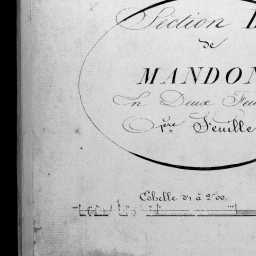 Section
de
MANDON
En Deux Feu
1ère Feuille
Echelle de 1 à 2500.